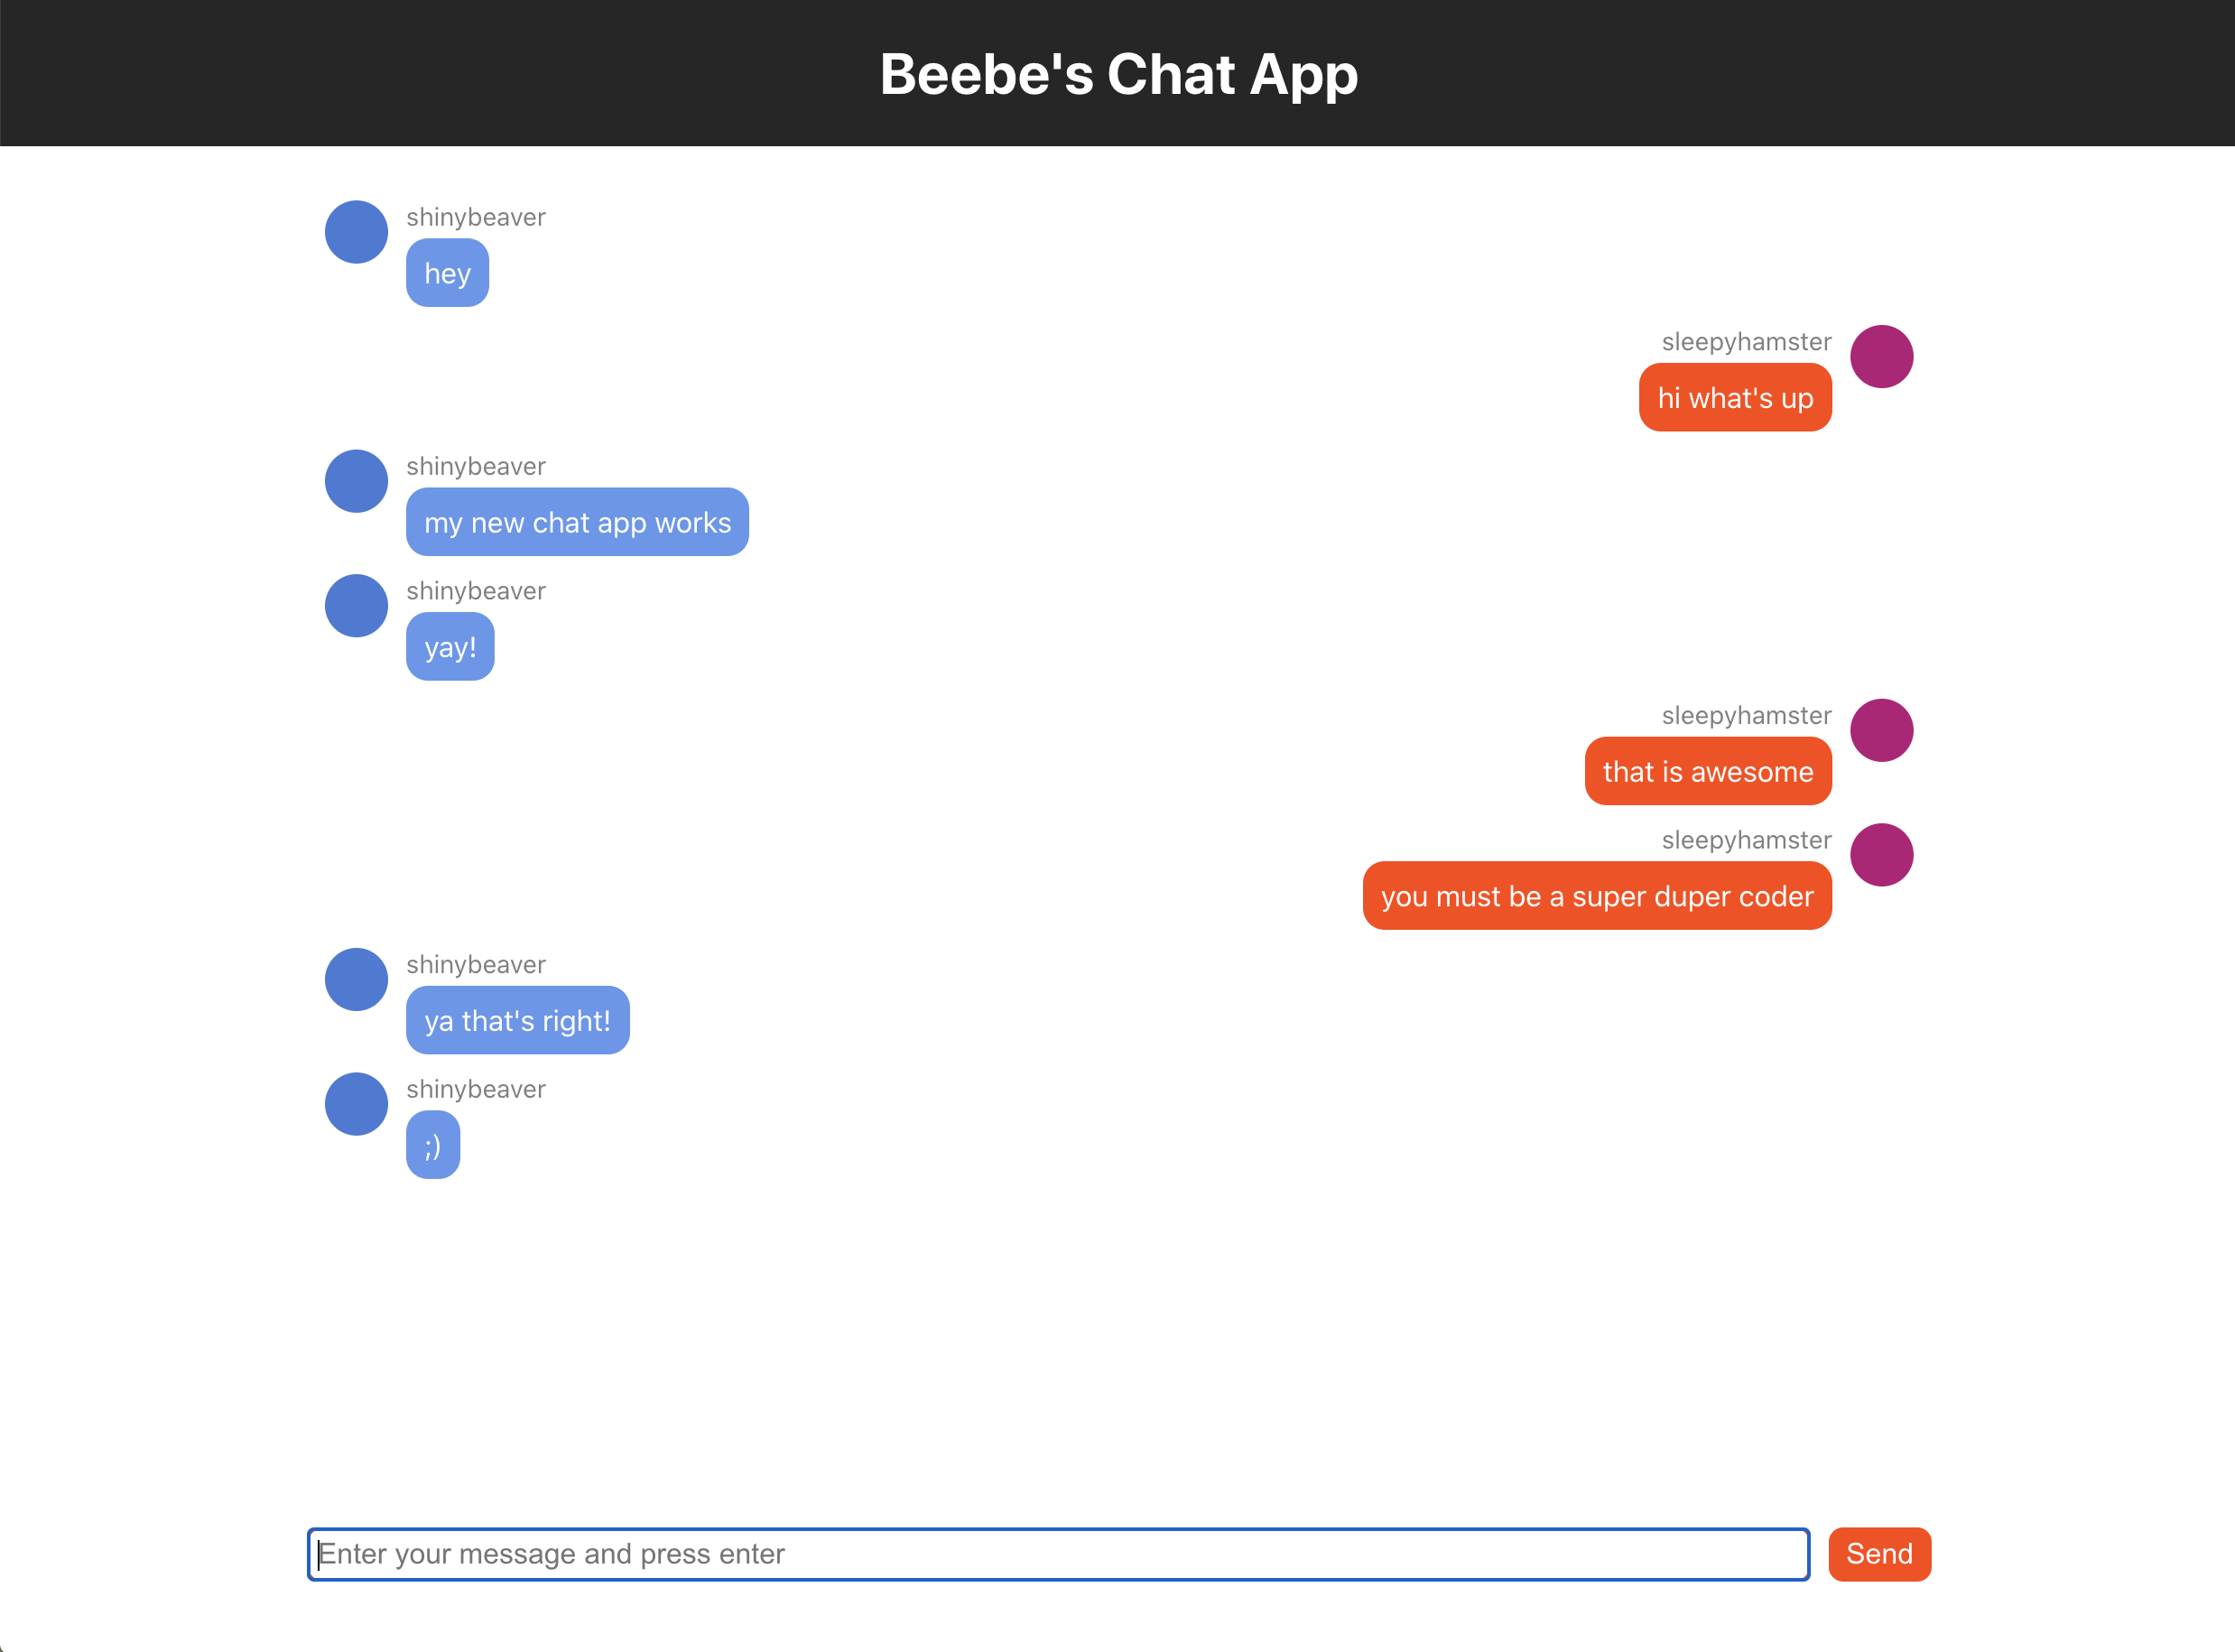 Beebe's Chat App
shinybeaver
hey
sleepyhamster
hi what's up
shinybeaver
my new chat app works
shinybeaver
yay!
sleepyhamster
that is awesome
sleepyhamster
you must be a super duper coder
shinybeaver
ya that's right!
shinybeaver
;)
Enter your message and press enter
Send